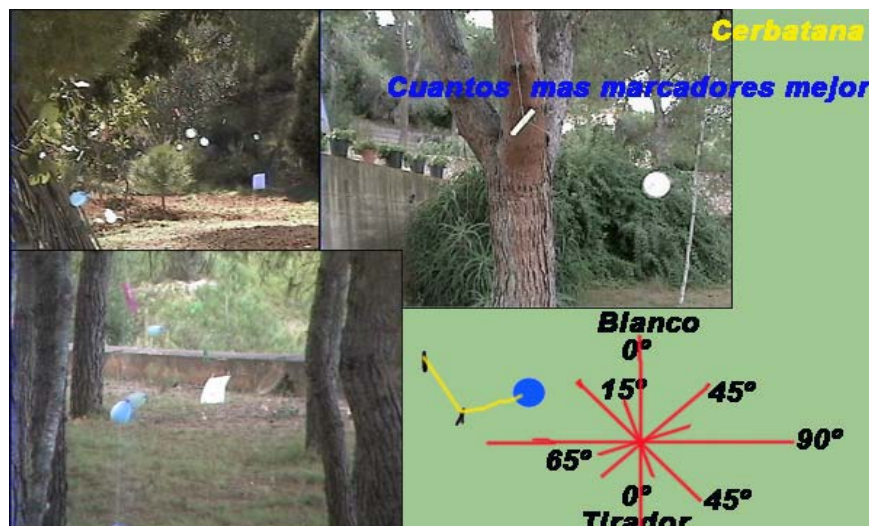 Cerbatana
Cuantos mas marcadores mejor
Blanco
0º
15º
45º
90º
65º
0º
45º
Tirador